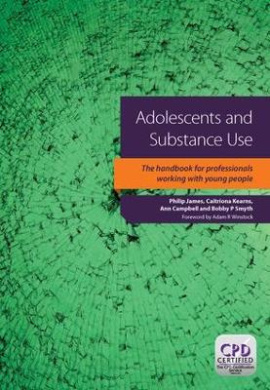 Adolescents and
Substance Use
The handbook for professionals
working with young people
Philip James, Caitriona Kearns,
Ann Campbell and Bobby P Smyth
Foreword by Adam R Winstock
CPD
CERTIFIED